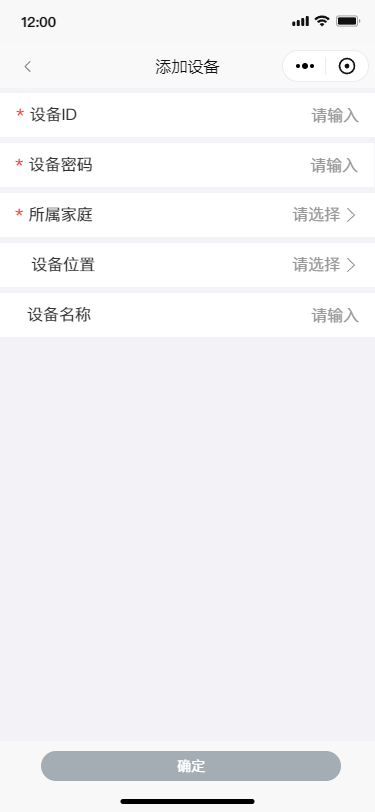 12:00
添加设备
* 设备ID 请输入
* 设备密码 请输入
* 所属家庭 请选择
设备位置 请选择
设备名称 请输入
确定